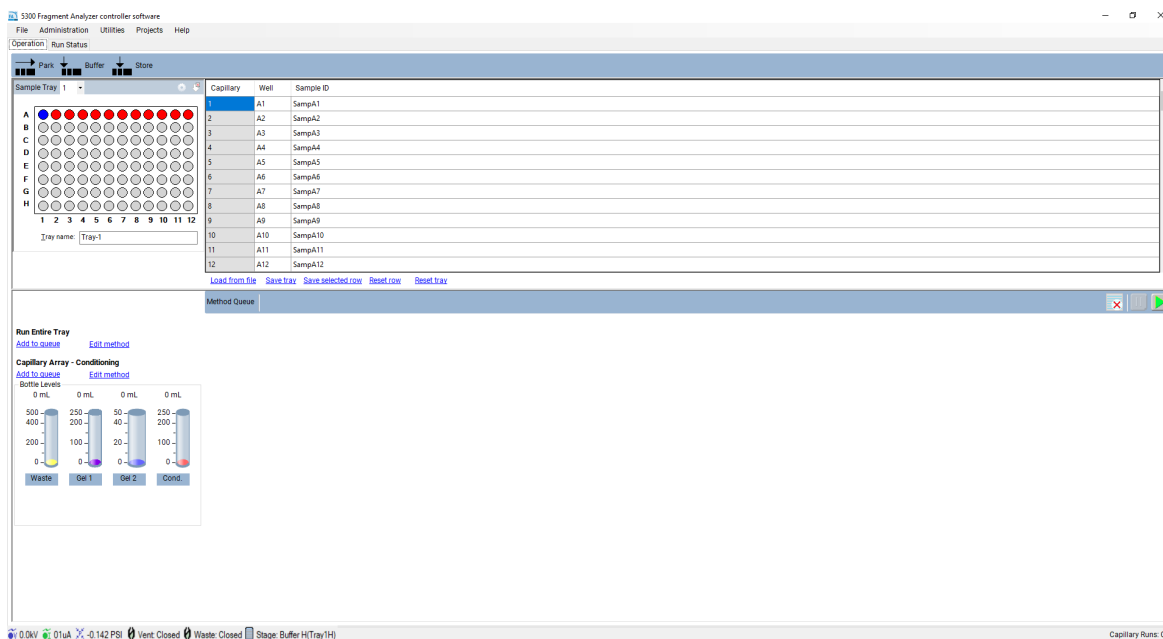 5300 Fragment Analyzer controller software
File Administration Utilities Projects Help
Operation Run Status
Park Buffer Store
Sample Tray 1
A
B
C
D
E
F
G
H
1 2 3 4 5 6 7 8 9 10 11 12
Tray name: Tray-1
Capillary Well Sample ID
1 A1 SampA1
2 A2 SampA2
3 A3 SampA3
4 A4 SampA4
5 A5 SampA5
6 A6 SampA6
7 A7 SampA7
8 A8 SampA8
9 A9 SampA9
10 A10 SampA10
11 A11 SampA11
12 A12 SampA12
Load from file Save tray Save selected row Reset row Reset tray
Method Queue
Run Entire Tray
Add to queue Edit method
Capillary Array - Conditioning
Add to queue Edit method
Bottle Levels
0 mL 0 mL 0 mL 0 mL
500 250 50 250
400 200 40 200
200 100 20 100
0 0 0 0
Waste Gel 1 Gel 2 Cond.
0.0kV 01uA -0.142 PSI Vent: Closed Waste: Closed Stage: Buffer H(Tray1H)
Capillary Runs: